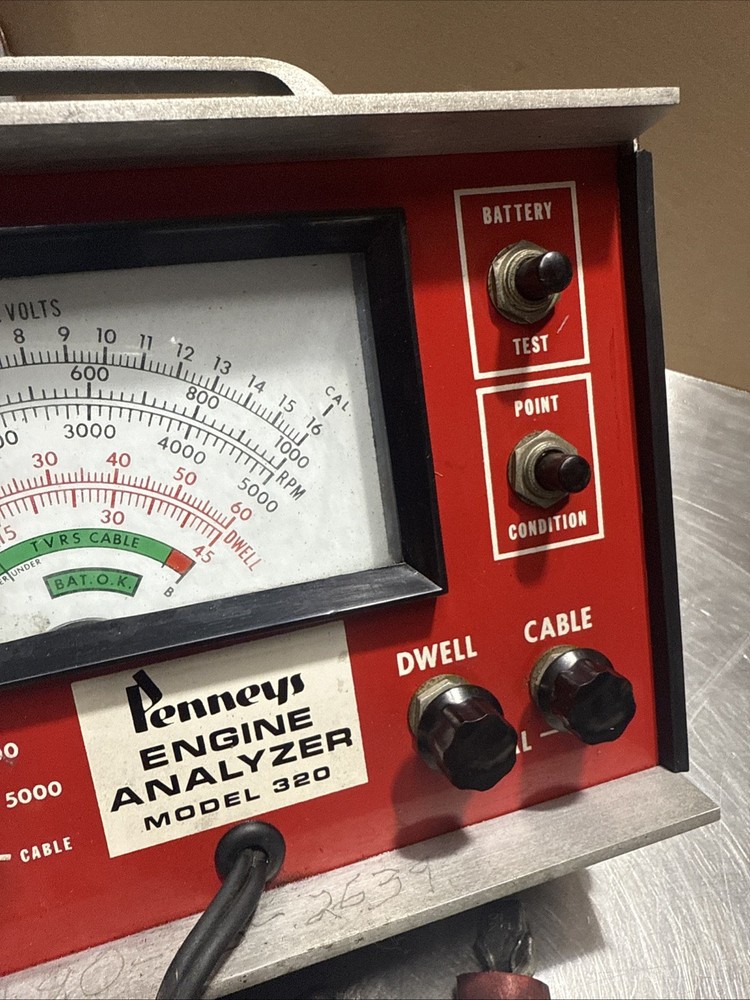 VOLTS
8 9 10 11 12 13 14 15 16 CAL.
600 800 1000
RPM
3000 4000 5000
30 40 50 60
DWELL
15 30 45
TVRS CABLE
UNDER
BAT. O.K.
B
BATTERY
TEST
POINT
CONDITION
DWELL
CABLE
Penneys
ENGINE
ANALYZER
MODEL 320
5000
CABLE
2639